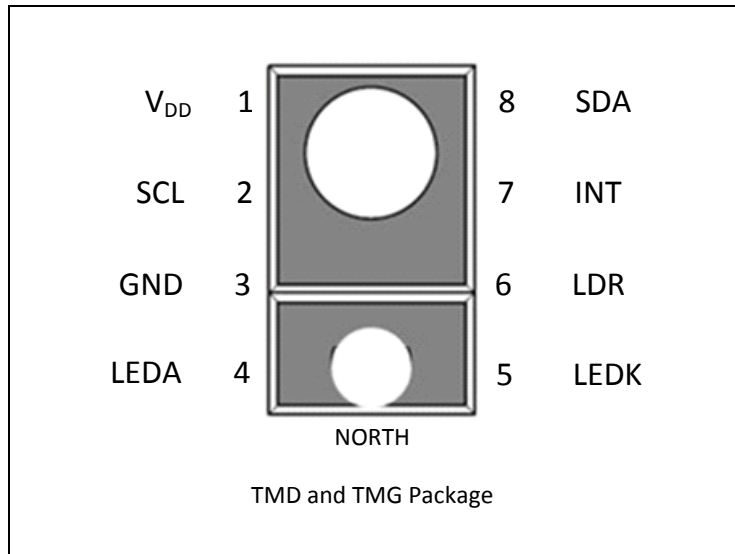 V_DD 1 8 SDA
SCL 2 7 INT
GND 3 6 LDR
LEDA 4 5 LEDK
NORTH
TMD and TMG Package